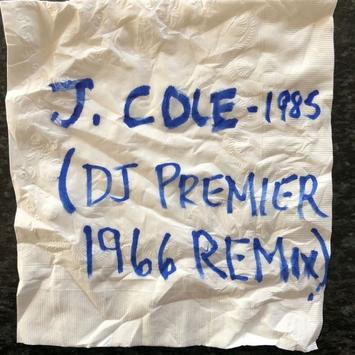 J. COLE - 1985
(DJ PREMIER
1966 REMIX)